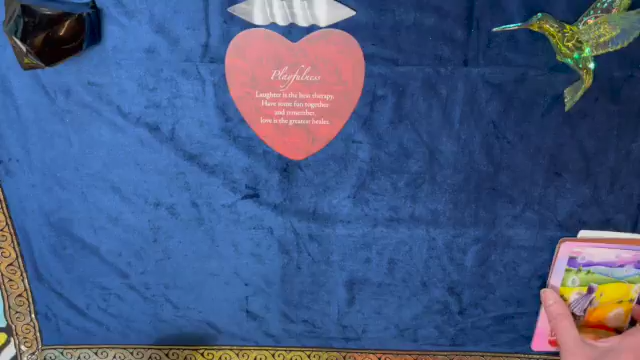 Playfulness
Laughter is the best therapy.
Have some fun together
and remember,
love is the greatest healer.